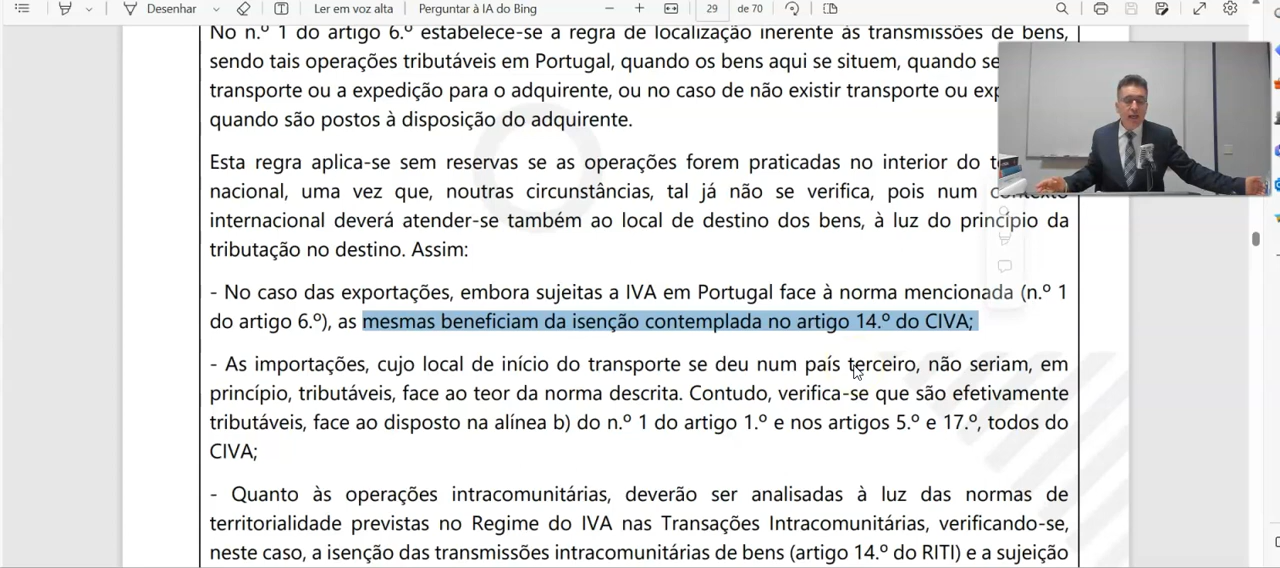 Desenhar
Ler em voz alta
Perguntar à IA do Bing
29
de 70
No n.º 1 do artigo 6.º estabelece-se a regra de localização inerente às transmissões de bens,
sendo tais operações tributáveis em Portugal, quando os bens aqui se situem, quando se
transporte ou a expedição para o adquirente, ou no caso de não existir transporte ou
quando são postos à disposição do adquirente.
Esta regra aplica-se sem reservas se as operações forem praticadas no interior do
nacional, uma vez que, noutras circunstâncias, tal já não se verifica, pois num contexto
internacional deverá atender-se também ao local de destino dos bens, à luz do princípio da
tributação no destino. Assim:
- No caso das exportações, embora sujeitas a IVA em Portugal face à norma mencionada (n.º 1
do artigo 6.º), as mesmas beneficiam da isenção contemplada no artigo 14.º do CIVA;
- As importações, cujo local de início do transporte se deu num país terceiro, não seriam, em
princípio, tributáveis, face ao teor da norma descrita. Contudo, verifica-se que são efetivamente
tributáveis, face ao disposto na alínea b) do n.º 1 do artigo 1.º e nos artigos 5.º e 17.º, todos do
CIVA;
- Quanto às operações intracomunitárias, deverão ser analisadas à luz das normas de
territorialidade previstas no Regime do IVA nas Transações Intracomunitárias, verificando-se,
neste caso, a isenção das transmissões intracomunitárias de bens (artigo 14.º do RITI) e a sujeição